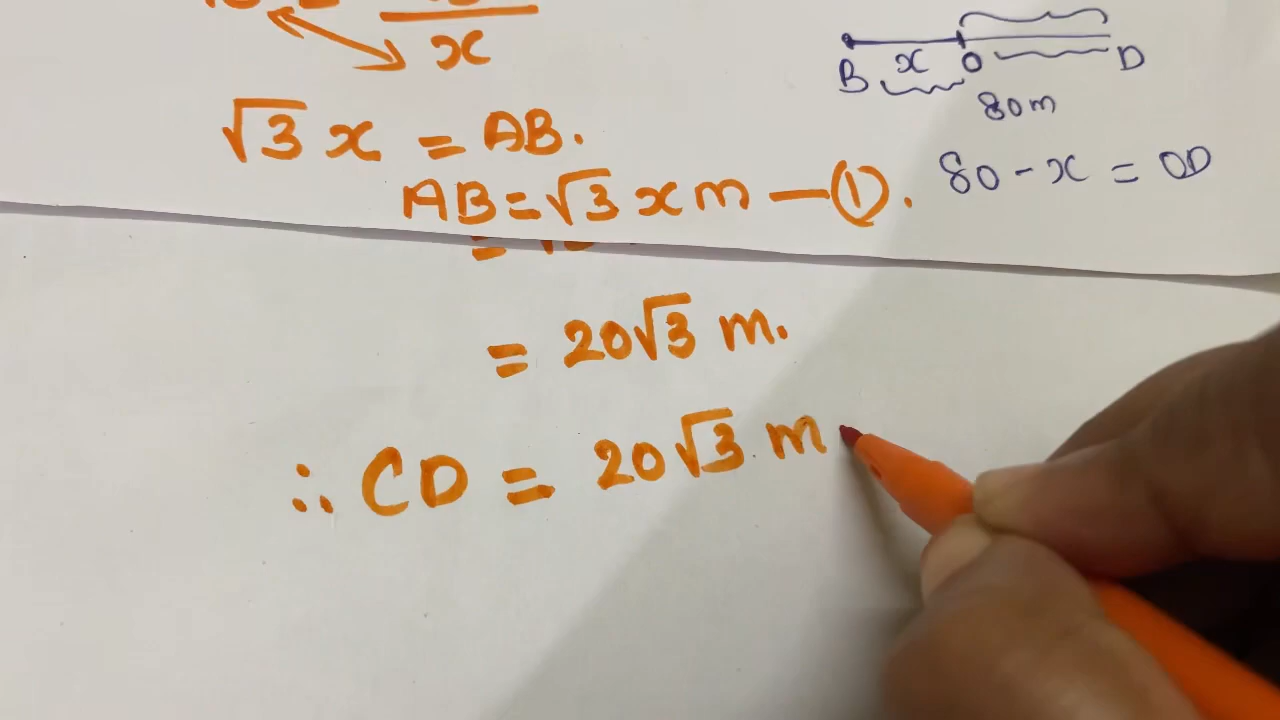 x
√3 x = AB.
AB = √3 x m — ①.
B x O D
80m
80 - x = OD
= 20√3 m.
∴ CD = 20√3 m